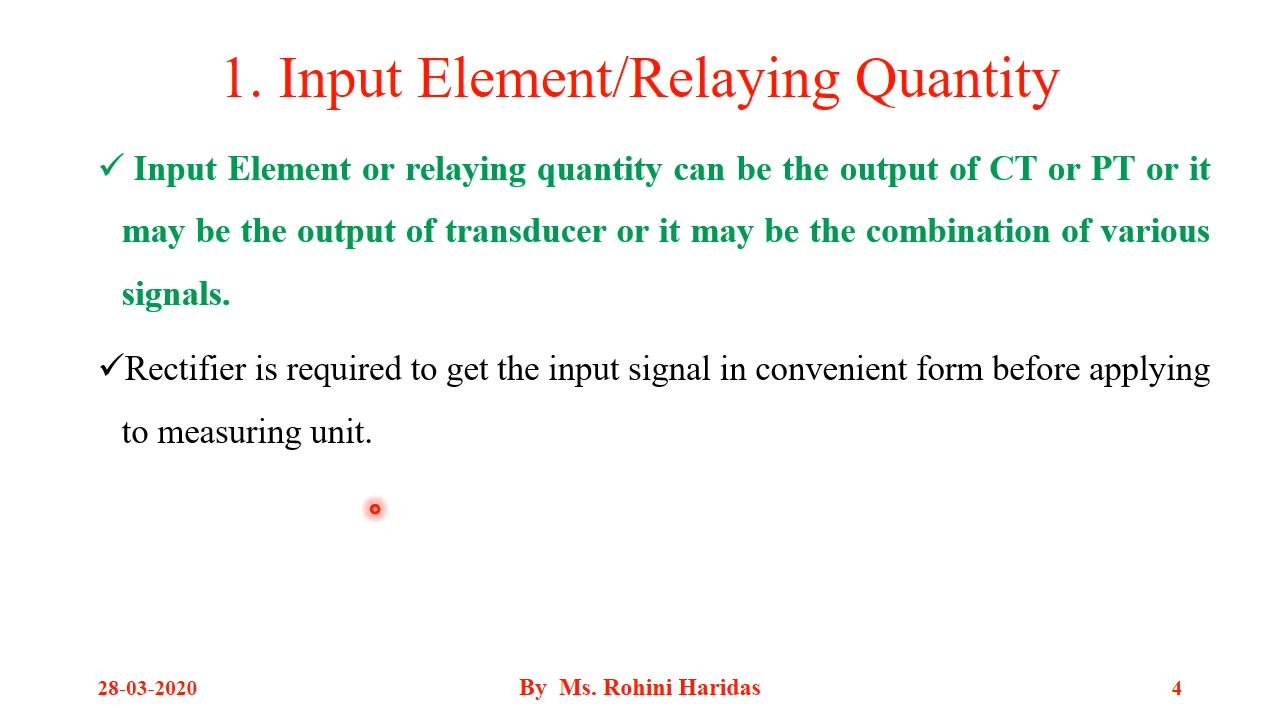 1. Input Element/Relaying Quantity
✓ Input Element or relaying quantity can be the output of CT or PT or it
may be the output of transducer or it may be the combination of various
signals.
✓Rectifier is required to get the input signal in convenient form before applying
to measuring unit.
28-03-2020 By Ms. Rohini Haridas 4